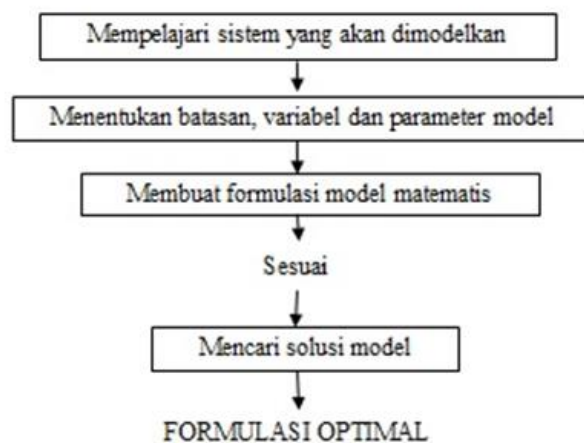 Mempelajari sistem yang akan dimodelkan
Menentukan batasan, variabel dan parameter model
Membuat formulasi model matematis
Sesuai
Mencari solusi model
FORMULASI OPTIMAL